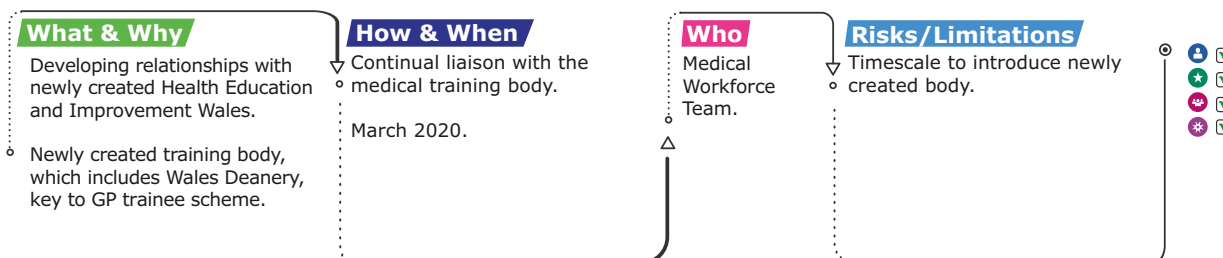 What & Why
Developing relationships with
newly created Health Education
and Improvement Wales.
Newly created training body,
which includes Wales Deanery,
key to GP trainee scheme.
How & When
Continual liaison with the
medical training body.
March 2020.
Who
Medical
Workforce
Team.
Risks/Limitations
Timescale to introduce newly
created body.